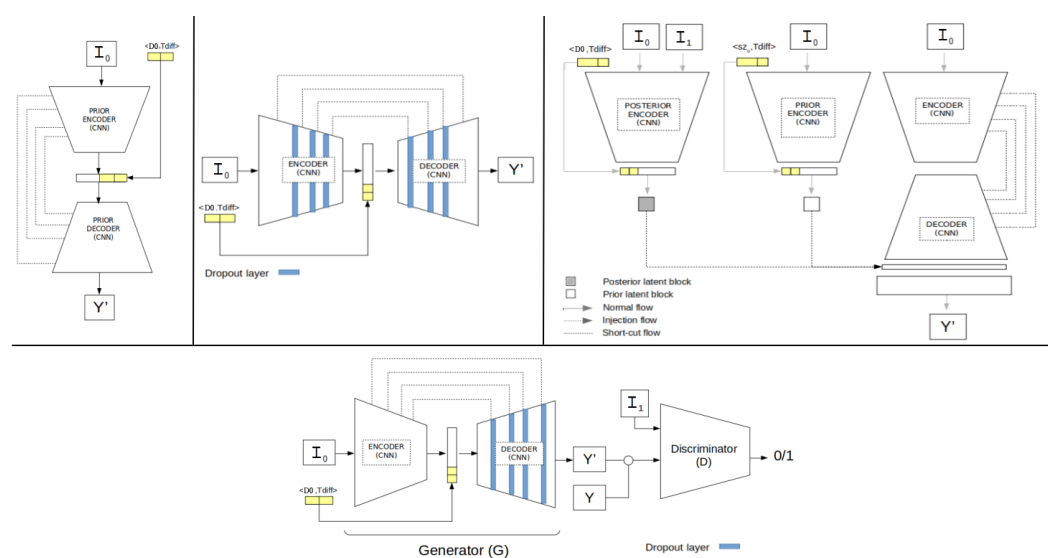 <D0,Tdiff>
I₀
PRIOR
ENCODER
(CNN)
PRIOR
DECODER
(CNN)
Y'
I₀
<D0,Tdiff>
ENCODER
(CNN)
DECODER
(CNN)
Y'
Dropout layer
<D0,Tdiff>
I₀
I₁
POSTERIOR
ENCODER
(CNN)
<sz₀,Tdiff>
I₀
PRIOR
ENCODER
(CNN)
I₀
ENCODER
(CNN)
DECODER
(CNN)
Y'
Posterior latent block
Prior latent block
Normal flow
Injection flow
Short-cut flow
I₀
<D0,Tdiff>
ENCODER
(CNN)
DECODER
(CNN)
Y'
Y
I₁
Discriminator
(D)
0/1
Generator (G)
Dropout layer